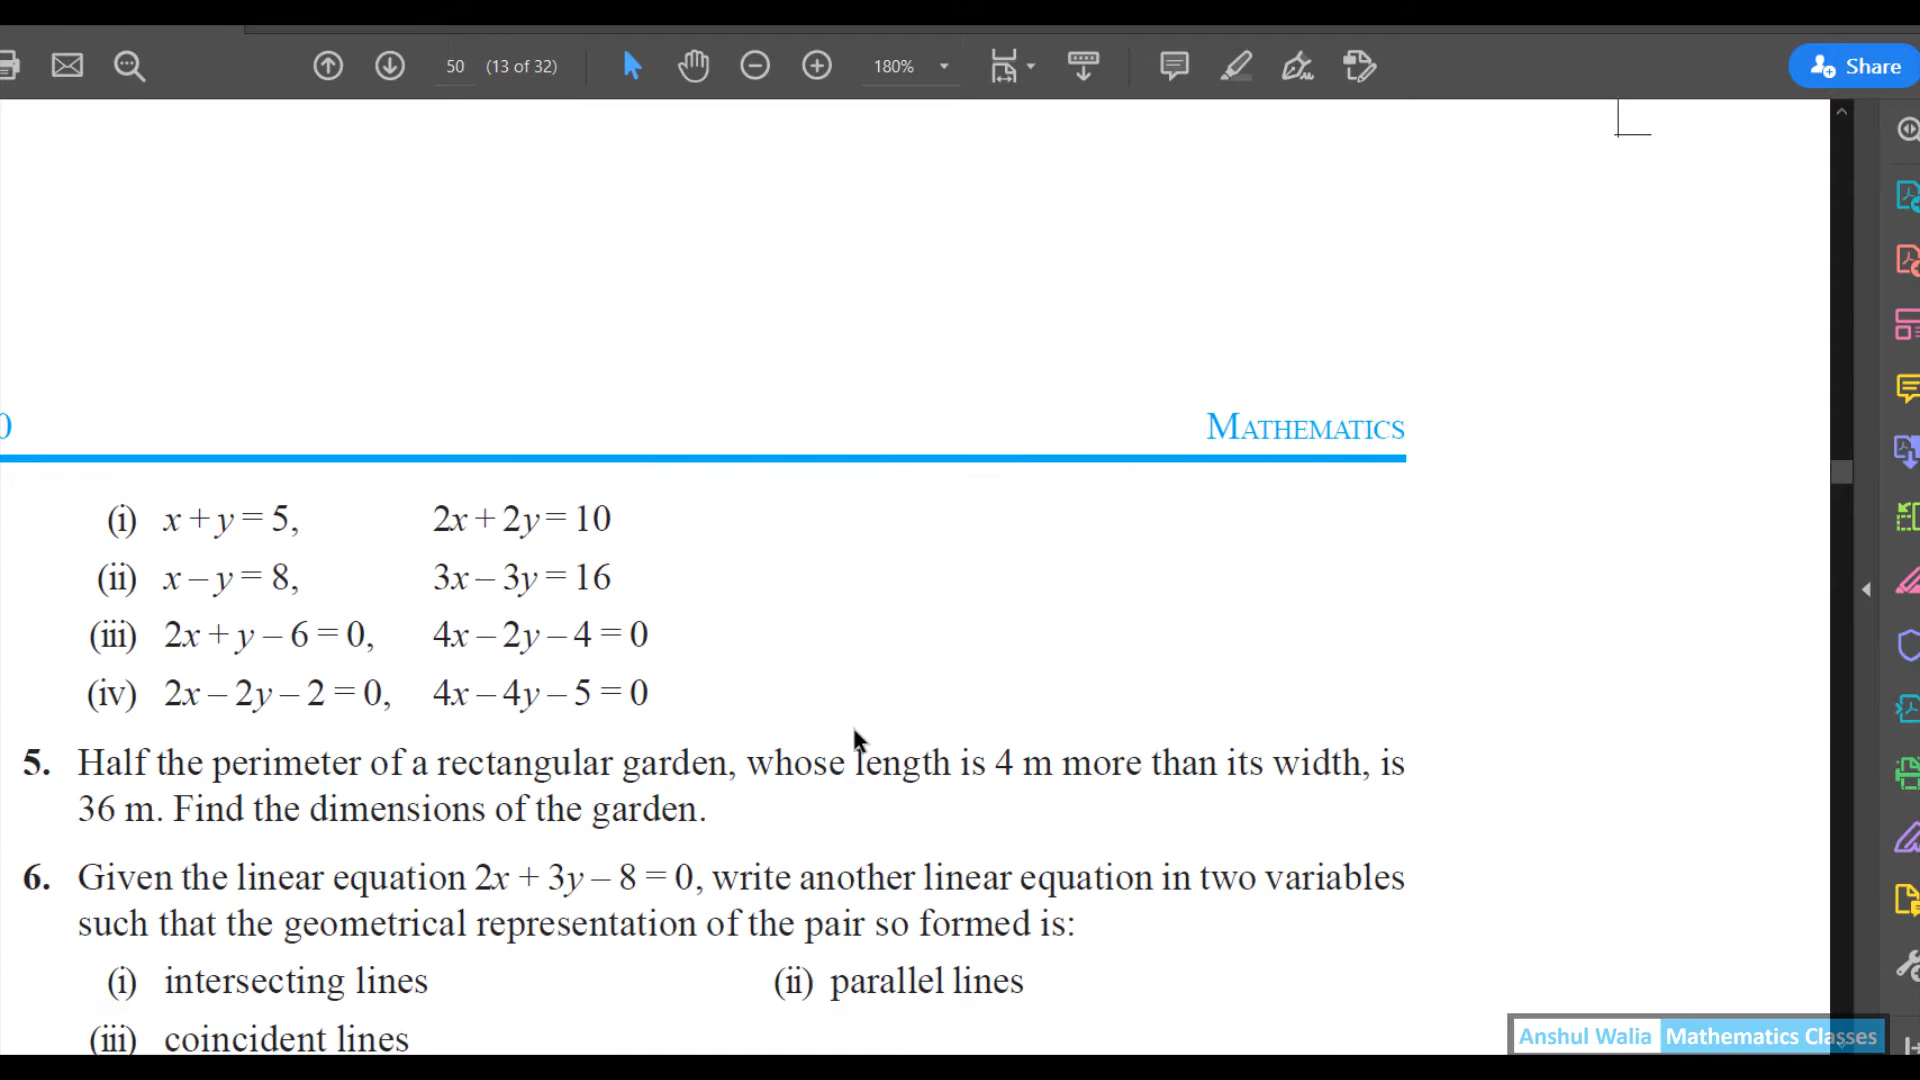 50 (13 of 32) 180% Share
0 MATHEMATICS
(i) x + y = 5, 2x + 2y = 10
(ii) x – y = 8, 3x – 3y = 16
(iii) 2x + y – 6 = 0, 4x – 2y – 4 = 0
(iv) 2x – 2y – 2 = 0, 4x – 4y – 5 = 0
5. Half the perimeter of a rectangular garden, whose length is 4 m more than its width, is
36 m. Find the dimensions of the garden.
6. Given the linear equation 2x + 3y – 8 = 0, write another linear equation in two variables
such that the geometrical representation of the pair so formed is:
(i) intersecting lines (ii) parallel lines
(iii) coincident lines
Anshul Walia Mathematics Classes